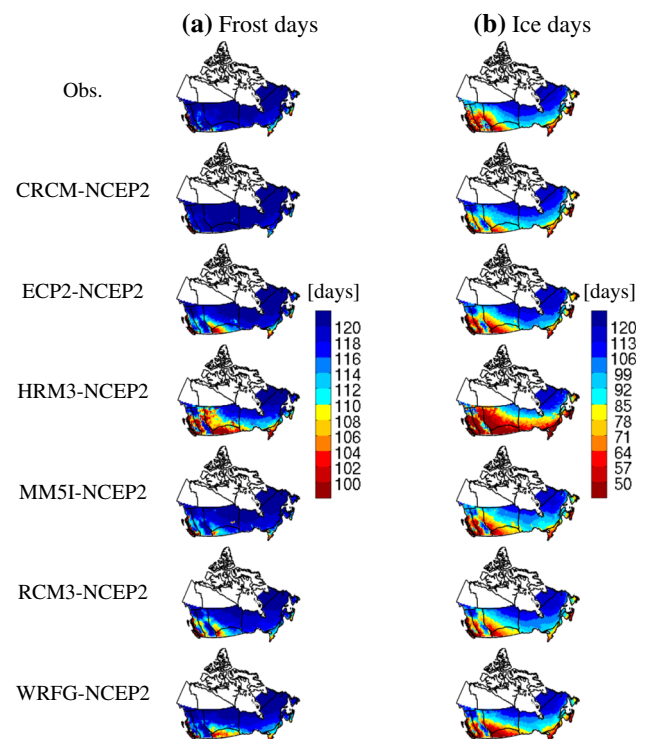 (a) Frost days
(b) Ice days
Obs.
CRCM-NCEP2
ECP2-NCEP2
[days]
120
118
116
114
112
110
108
106
104
102
100
[days]
120
113
106
99
92
85
78
71
64
57
50
HRM3-NCEP2
MM5I-NCEP2
RCM3-NCEP2
WRFG-NCEP2